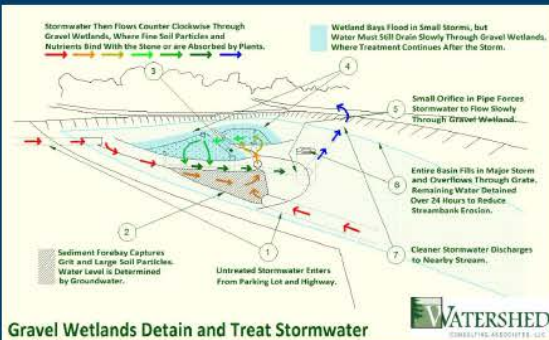 Stormwater Then Flows Counter Clockwise Through
Gravel Wetlands, Where Fine Soil Particles and
Nutrients Bind With the Stone or are Absorbed by Plants.
Wetland Bays Flood in Small Storms, but
Water Must Still Drain Slowly Through Gravel Wetlands,
Where Treatment Continues After the Storm.
3
4
5
Small Orifice in Pipe Forces
Stormwater to Flow Slowly
Through Gravel Wetland.
6
Entire Basin Fills in Major Storm
and Overflows Through Grate.
Remaining Water Detained
Over 24 Hours to Reduce
Streambank Erosion.
2
1
7
Cleaner Stormwater Discharges
to Nearby Stream.
Sediment Forebay Captures
Grit and Large Soil Particles.
Water Level is Determined
by Groundwater.
Untreated Stormwater Enters
From Parking Lot and Highway.
Gravel Wetlands Detain and Treat Stormwater
WATERSHED
CONSULTING ASSOCIATES, LLC